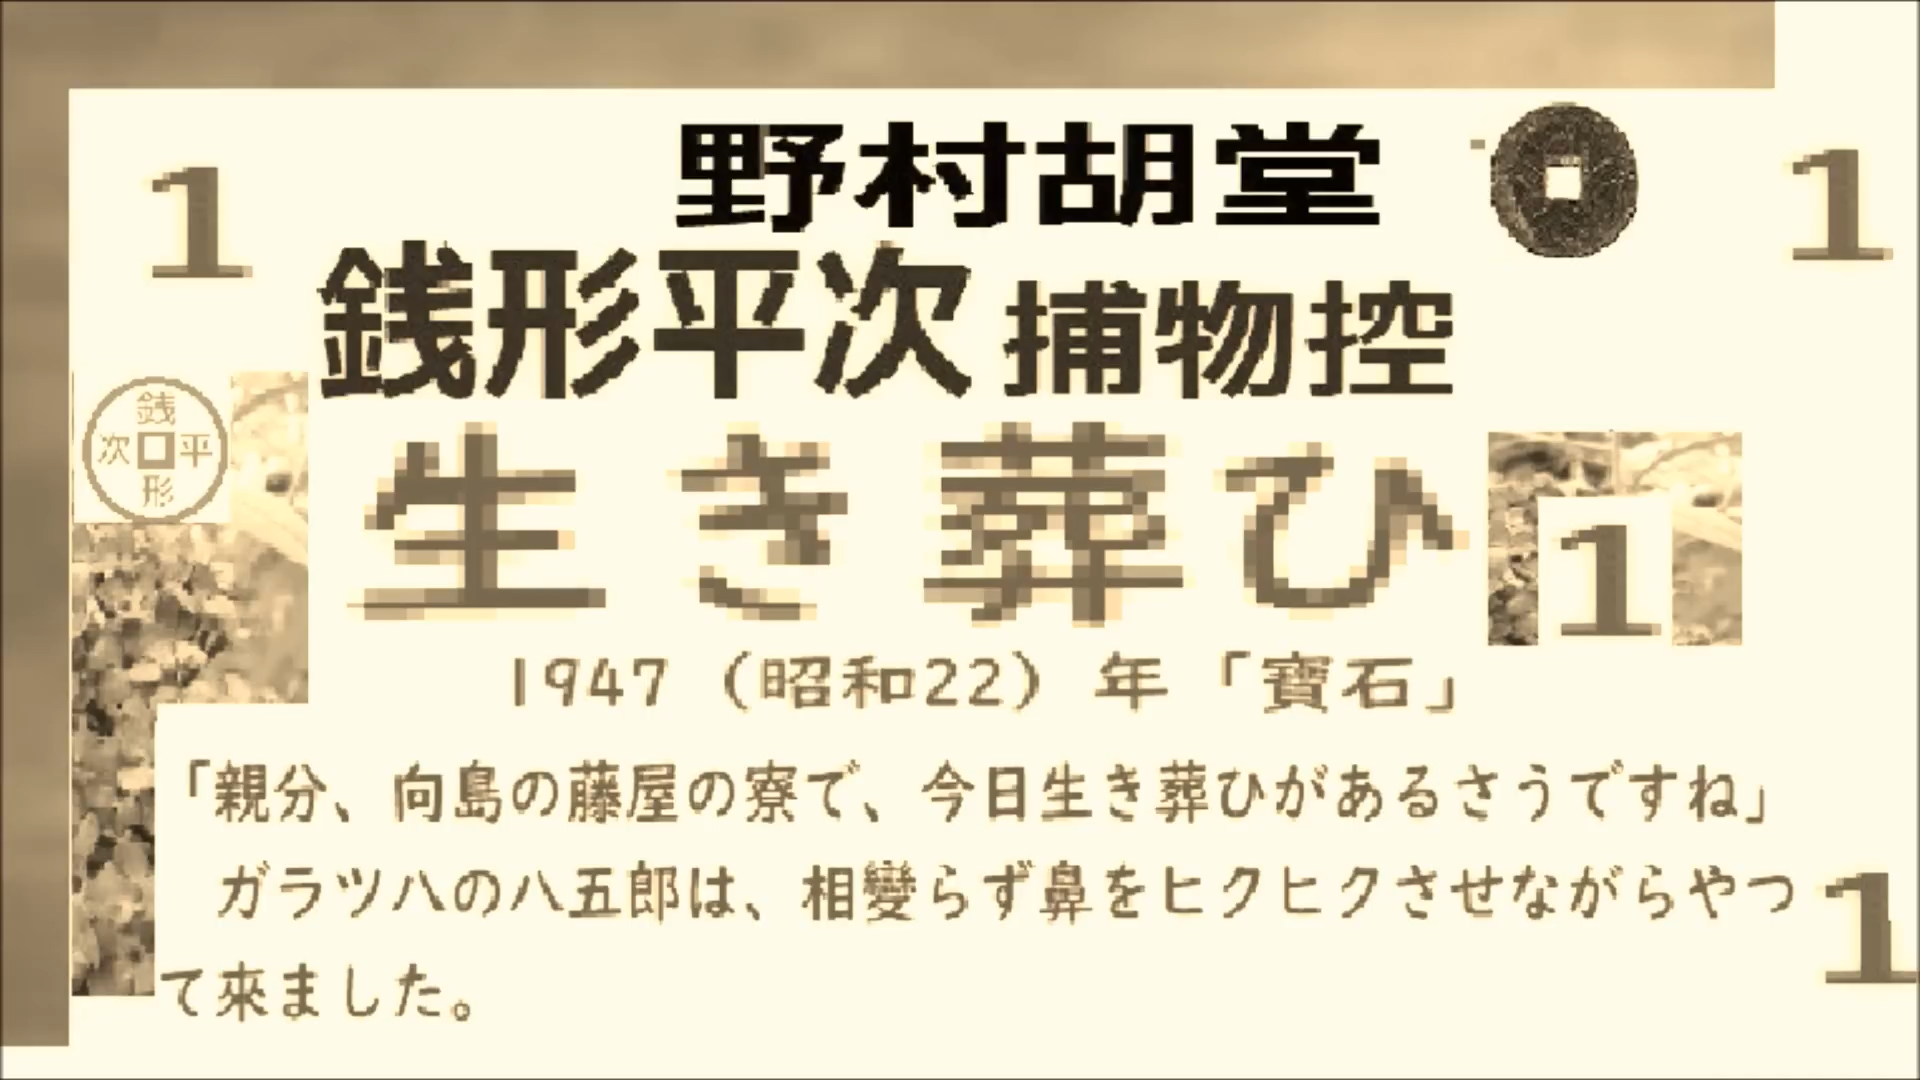 野村胡堂
1
1
銭形平次 捕物控
銭
次 平
形
生き葬ひ
1
1947（昭和22）年「寶石」
「親分、向島の藤屋の寮で、今日生き葬ひがあるさうですね」
ガラツハの八五郎は、相變らず鼻をヒクヒクさせながらやつ
1
て來ました。